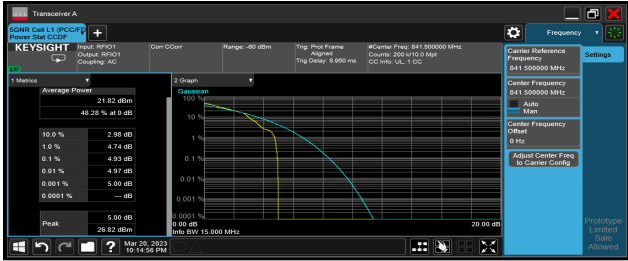 Transceiver A
5GNR Cell L1 (PCC/FP
Power Stat CCDF
Frequency
KEYSIGHT
Input: RFIO1
Output: RFIO1
Coupling: AC
Corr CCorr
Range: -60 dBm
Trig: Prot Frame
Aligned
Trig Delay: 8.950 ms
#Center Freq: 841.500000 MHz
Counts: 200 k/10.0 Mpt
CC Info: UL, 1 CC
Carrier Reference
Frequency
841.500000 MHz
Settings
1 Metrics
2 Graph
Center Frequency
841.500000 MHz
Average Power
21.82 dBm
48.28 % at 0 dB
Gaussian
Auto
Man
Center Frequency
Offset
0 Hz
Adjust Center Freq
to Carrier Config
10.0 % 2.98 dB
1.0 % 4.74 dB
0.1 % 4.93 dB
0.01 % 4.97 dB
0.001 % 5.00 dB
0.0001 % --- dB
Peak 5.00 dB
26.82 dBm
100 %
10 %
1 %
0.1 %
0.01 %
0.001 %
0.0001 %
0.00 dB
20.00 dB
Info BW 15.000 MHz
Prototype
Limited
Sale
Allowed
?
Mar 20, 2023
10:14:56 PM